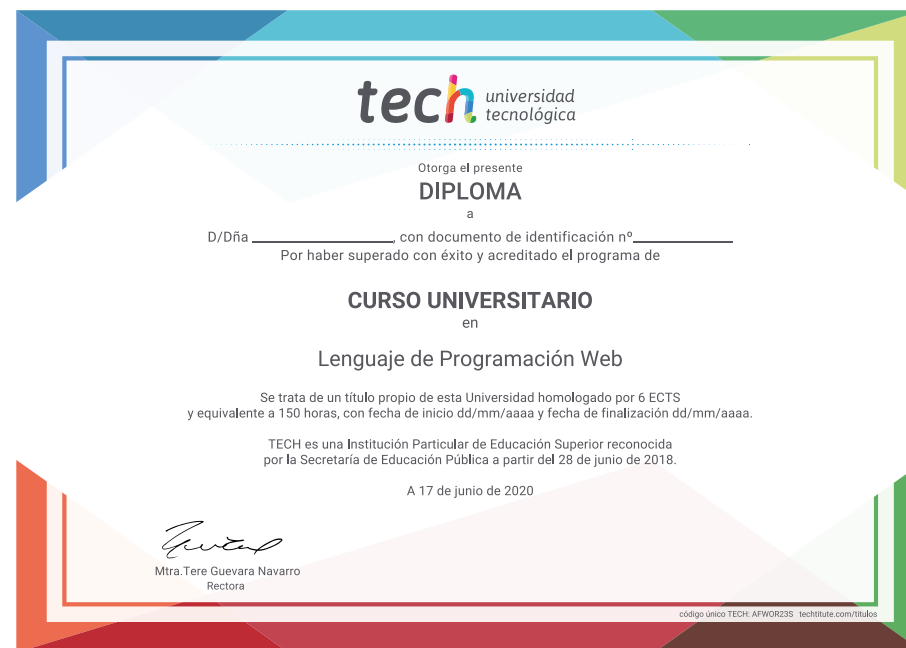 tech universidad
tecnológica
Otorga el presente
DIPLOMA
a
D/Dña ____________________, con documento de identificación nº______________
Por haber superado con éxito y acreditado el programa de
CURSO UNIVERSITARIO
en
Lenguaje de Programación Web
Se trata de un título propio de esta Universidad homologado por 6 ECTS
y equivalente a 150 horas, con fecha de inicio dd/mm/aaaa y fecha de finalización dd/mm/aaaa.
TECH es una Institución Particular de Educación Superior reconocida
por la Secretaría de Educación Pública a partir del 28 de junio de 2018.
A 17 de junio de 2020
Mtra.Tere Guevara Navarro
Rectora
código único TECH: AFWOR23S techtitute.com/titulos